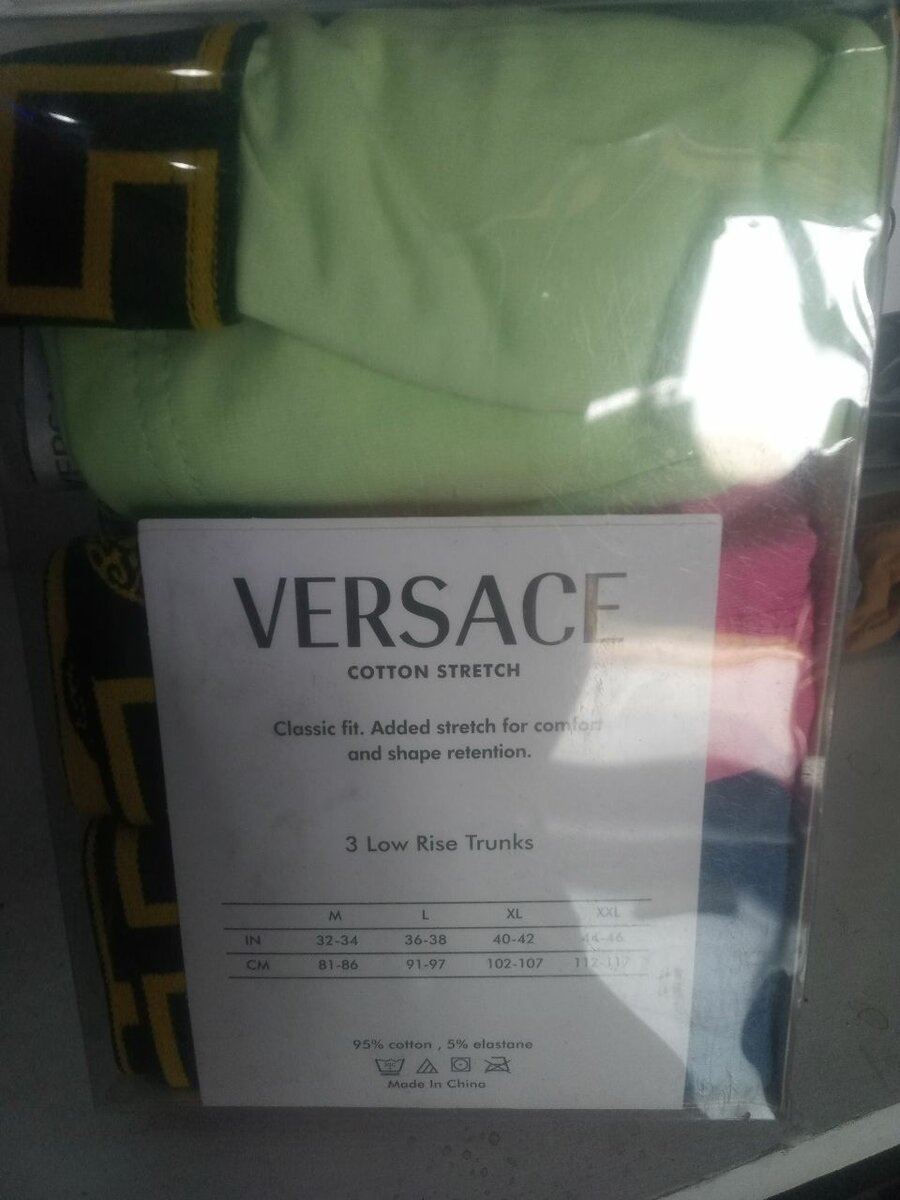 VERSACE
COTTON STRETCH
Classic fit. Added stretch for comfort
and shape retention.
3 Low Rise Trunks
M L XL XXL
IN 32-34 36-38 40-42 44-46
CM 81-86 91-97 102-107 112-117
95% cotton , 5% elastane
Made In China